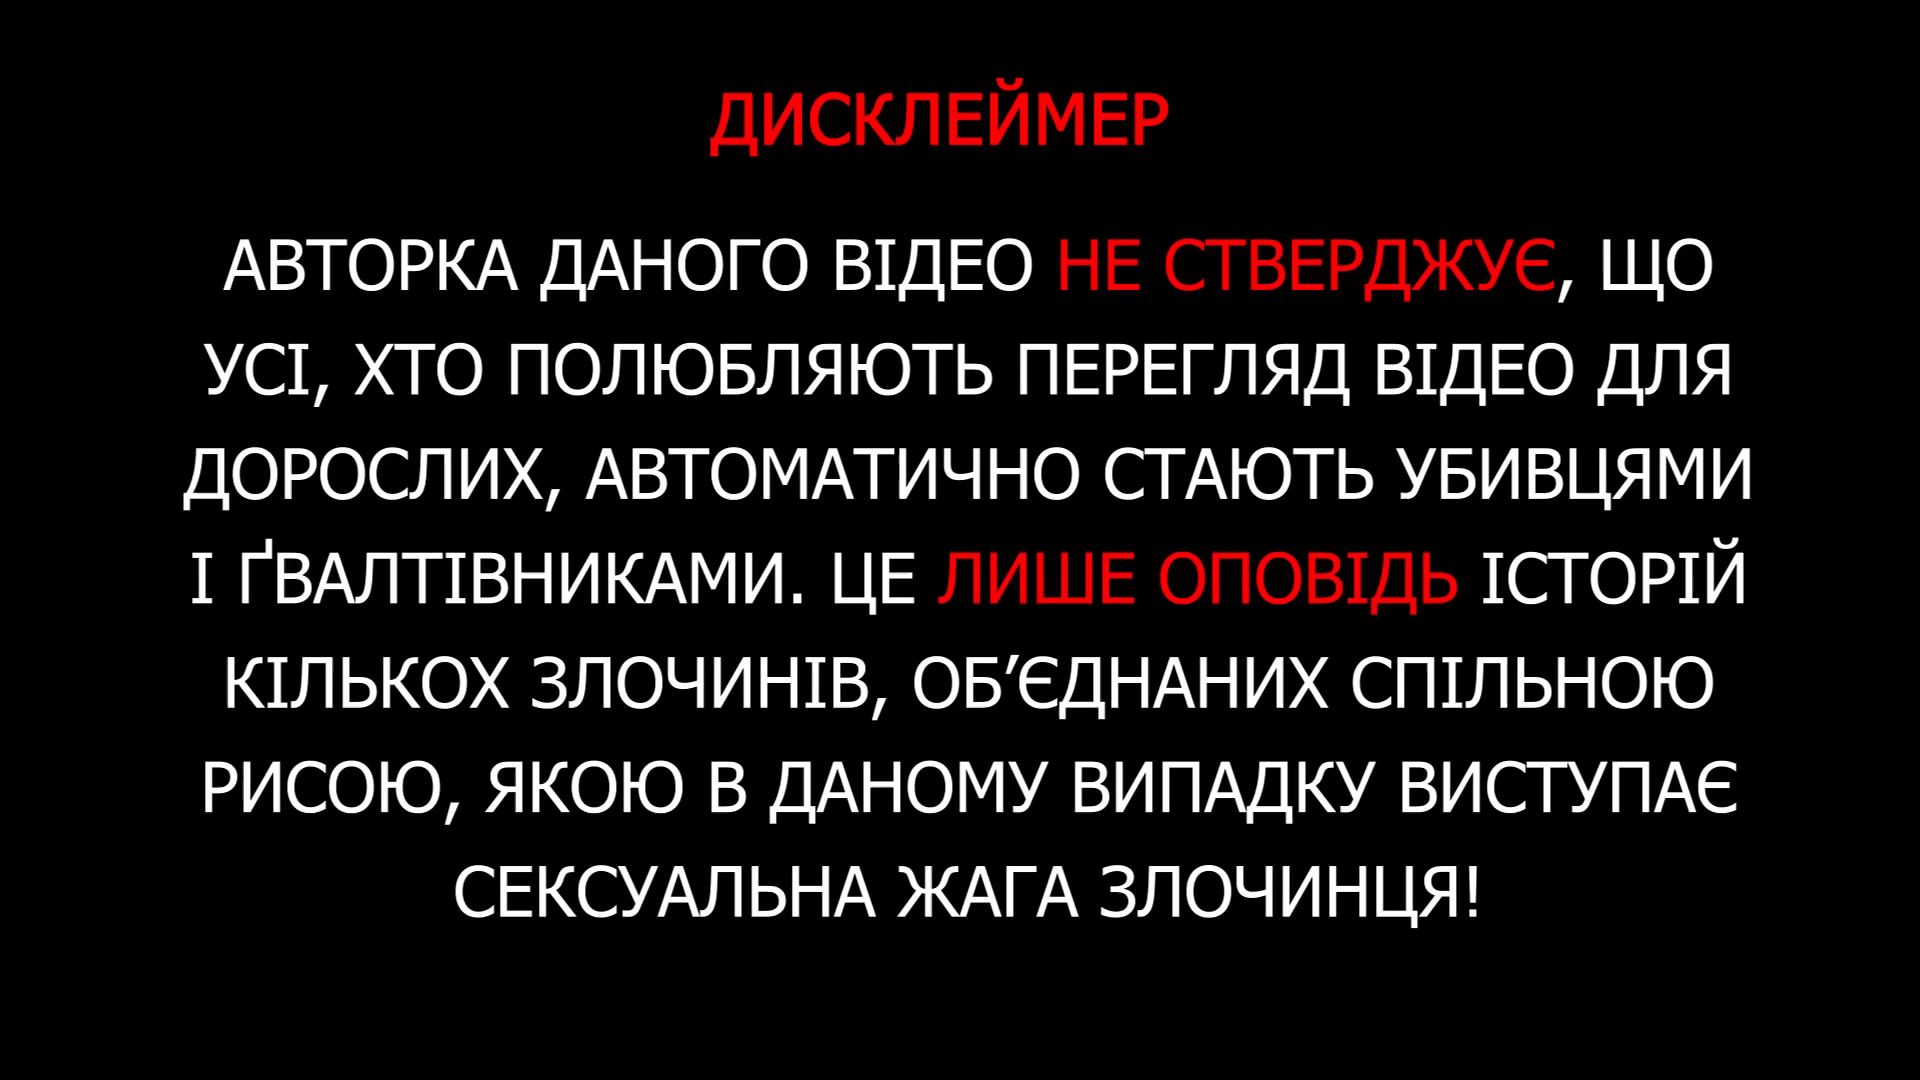 ДИСКЛЕЙМЕР
АВТОРКА ДАНОГО ВІДЕО НЕ СТВЕРДЖУЄ, ЩО
УСІ, ХТО ПОЛЮБЛЯЮТЬ ПЕРЕГЛЯД ВІДЕО ДЛЯ
ДОРОСЛИХ, АВТОМАТИЧНО СТАЮТЬ УБИВЦЯМИ
І ҐВАЛТІВНИКАМИ. ЦЕ ЛИШЕ ОПОВІДЬ ІСТОРІЙ
КІЛЬКОХ ЗЛОЧИНІВ, ОБ’ЄДНАНИХ СПІЛЬНОЮ
РИСОЮ, ЯКОЮ В ДАНОМУ ВИПАДКУ ВИСТУПАЄ
СЕКСУАЛЬНА ЖАГА ЗЛОЧИНЦЯ!